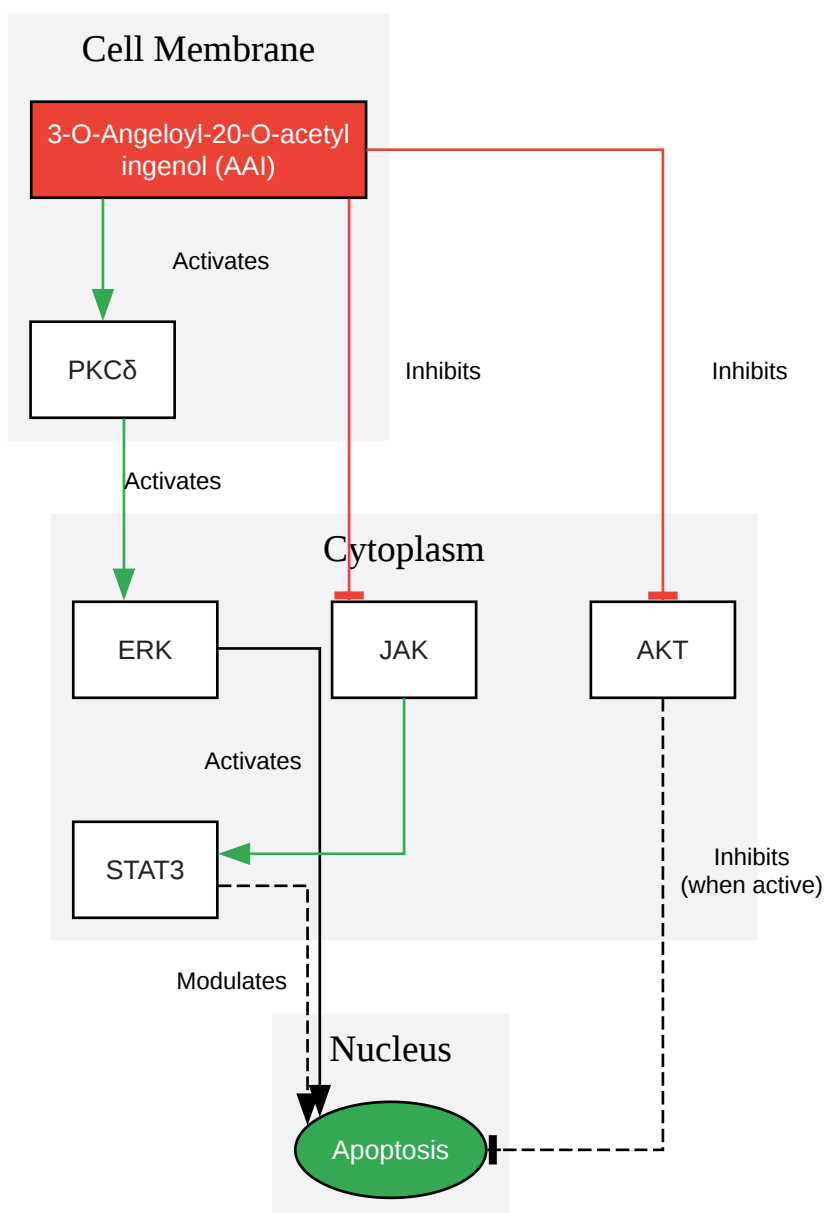 Cell Membrane
3-O-Angeloyl-20-O-acetyl
ingenol (AAI)
Activates
PKCδ
Inhibits
Inhibits
Activates
Cytoplasm
ERK
JAK
AKT
Activates
STAT3
Inhibits
(when active)
Modulates
Nucleus
Apoptosis